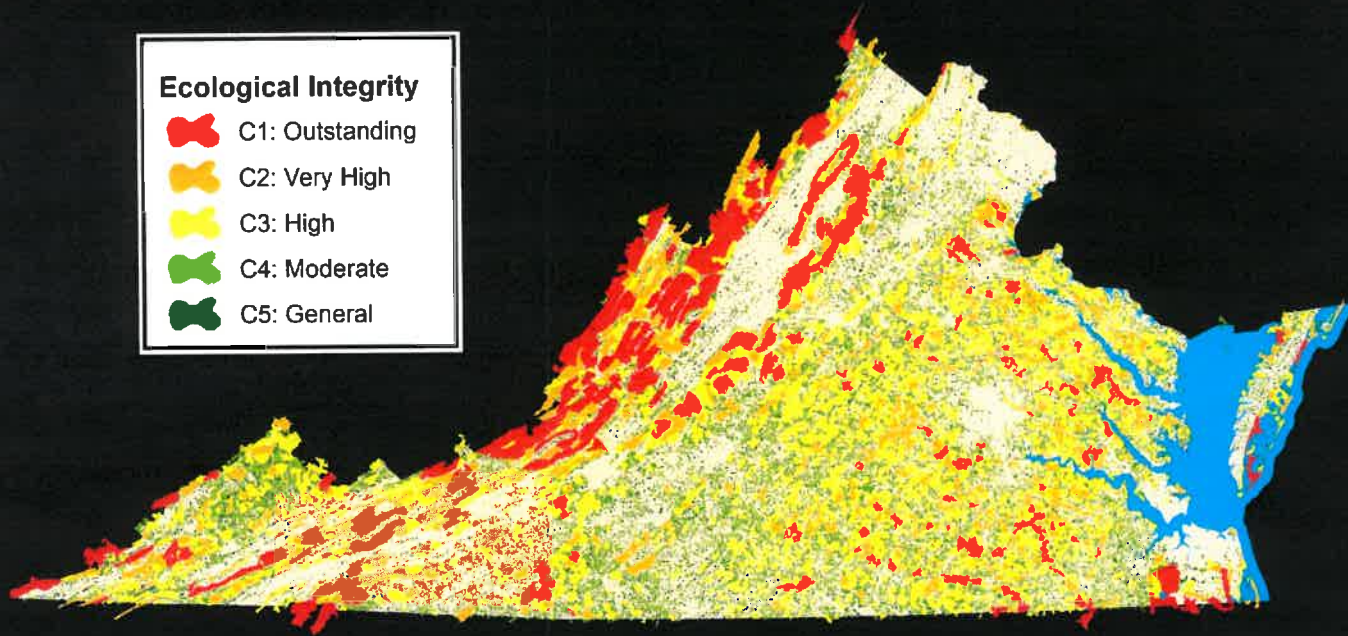 Ecological Integrity
C1: Outstanding
C2: Very High
C3: High
C4: Moderate
C5: General